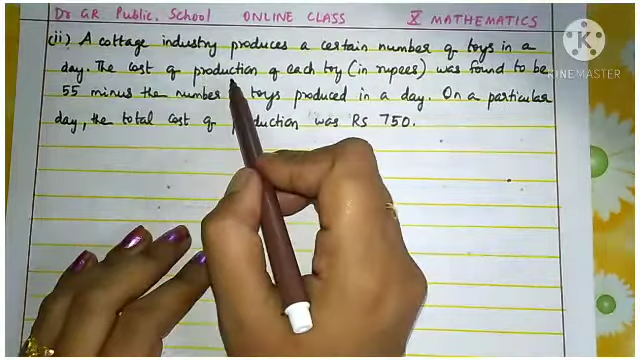 Dr GR Public School ONLINE CLASS X MATHEMATICS
(ii) A cottage industry produces a certain number of toys in a
day. The cost of production of each toy (in rupees) was found to be
55 minus the number toys produced in a day. On a particular
day, the total cost of production was Rs 750.
KINEMASTER